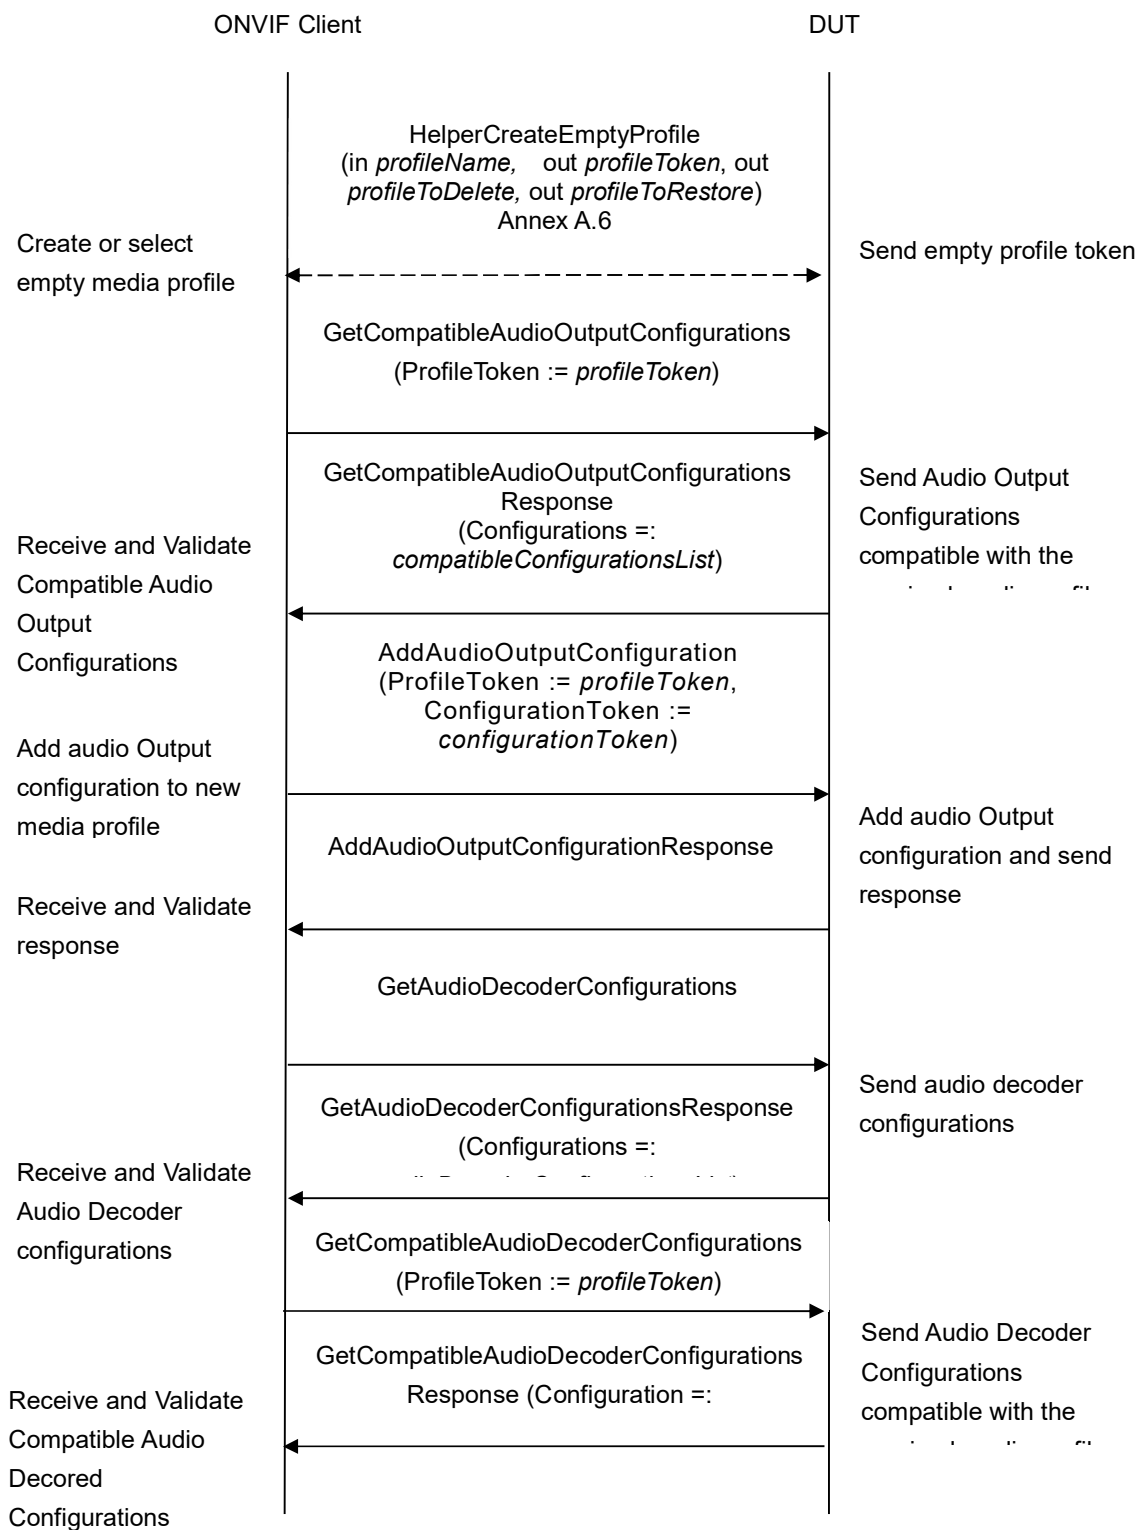 ONVIF Client
DUT
HelperCreateEmptyProfile
(in profileName, out profileToken, out
profileToDelete, out profileToRestore)
Annex A.6
Create or select
empty media profile
Send empty profile token
GetCompatibleAudioOutputConfigurations
(ProfileToken := profileToken)
GetCompatibleAudioOutputConfigurations
Response
(Configurations =:
compatibleConfigurationsList)
Send Audio Output
Configurations
compatible with the
Receive and Validate
Compatible Audio
Output
Configurations
AddAudioOutputConfiguration
(ProfileToken := profileToken,
ConfigurationToken :=
configurationToken)
Add audio Output
configuration to new
media profile
Add audio Output
configuration and send
response
AddAudioOutputConfigurationResponse
Receive and Validate
response
GetAudioDecoderConfigurations
Send audio decoder
configurations
GetAudioDecoderConfigurationsResponse
(Configurations =:
Receive and Validate
Audio Decoder
configurations
GetCompatibleAudioDecoderConfigurations
(ProfileToken := profileToken)
GetCompatibleAudioDecoderConfigurations
Response (Configuration =:
Send Audio Decoder
Configurations
compatible with the
Receive and Validate
Compatible Audio
Decored
Configurations